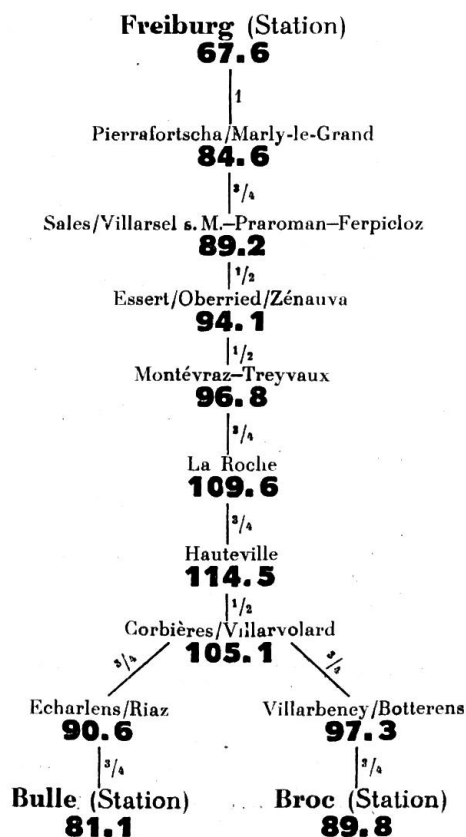 Freiburg (Station)
67.6
1
Pierrafortscha/Marly-le-Grand
84.6
3/4
Sales/Villarsel s. M.–Praroman–Ferpicloz
89.2
1/2
Essert/Oberried/Zénauva
94.1
1/2
Montévraz–Treyvaux
96.8
3/4
La Roche
109.6
3/4
Hauteville
114.5
1/2
Corbières/Villarvolard
105.1
3/4 3/4
Echarlens/Riaz Villarbeney/Botterens
90.6 97.3
3/4 3/4
Bulle (Station) Broc (Station)
81.1 89.8